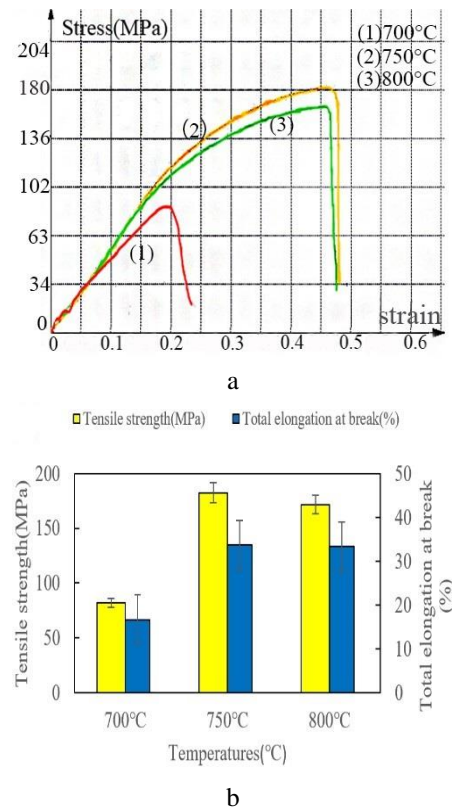 Stress(MPa)
(1)700°C
(2)750°C
(3)800°C
204
180
136
102
63
34
0
(2)
(3)
(1)
strain
0 0.1 0.2 0.3 0.4 0.5
a
Tensile strength(MPa) Total elongation at break(%)
Tensile strength(MPa)
200
150
100
50
0
50
40
30
20
10
0
Total elongation at break
(%)
700℃ 750℃ 800℃
Temperatures(℃)
b